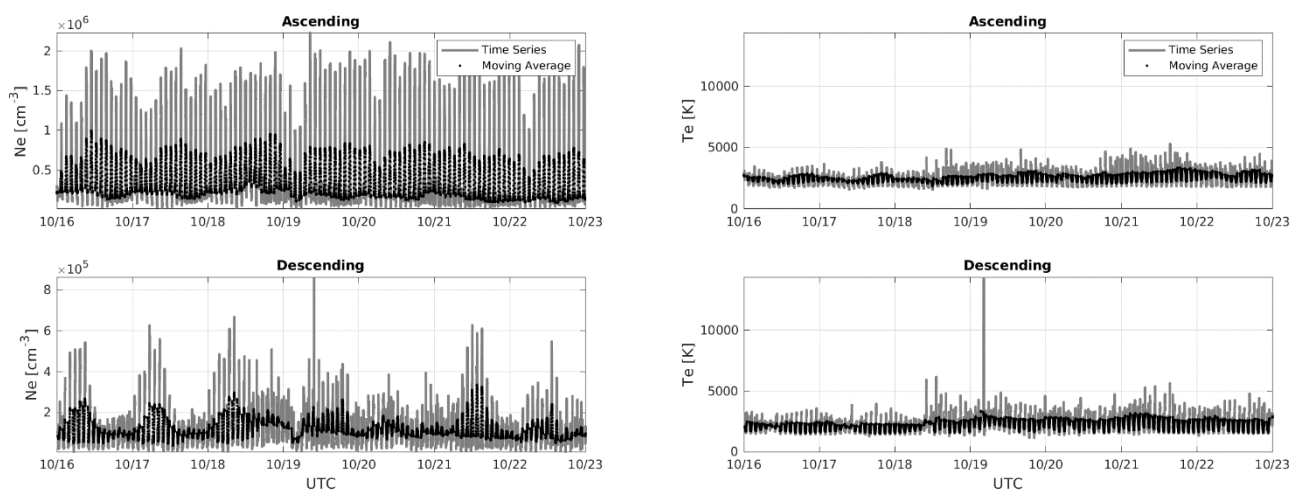 Ascending
×10^6
Ne [cm^-3]
2
1.5
1
0.5
Time Series
Moving Average
10/16 10/17 10/18 10/19 10/20 10/21 10/22 10/23
Ascending
Te [K]
10000
5000
0
Time Series
Moving Average
10/16 10/17 10/18 10/19 10/20 10/21 10/22 10/23
Descending
×10^5
Ne [cm^-3]
8
6
4
2
10/16 10/17 10/18 10/19 10/20 10/21 10/22 10/23
UTC
Descending
Te [K]
10000
5000
0
10/16 10/17 10/18 10/19 10/20 10/21 10/22 10/23
UTC